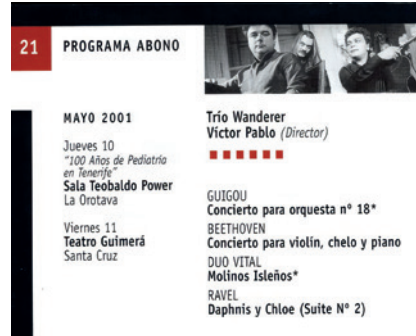 21 PROGRAMA ABONO
MAYO 2001
Jueves 10
"100 Años de Pediatría
en Tenerife"
Sala Teobaldo Power
La Orotava
Viernes 11
Teatro Guimerá
Santa Cruz
Trío Wanderer
Víctor Pablo (Director)
GUIGOU
Concierto para orquesta nº 18*
BEETHOVEN
Concierto para violín, chelo y piano
DUO VITAL
Molinos Isleños*
RAVEL
Daphnis y Chloe (Suite Nº 2)